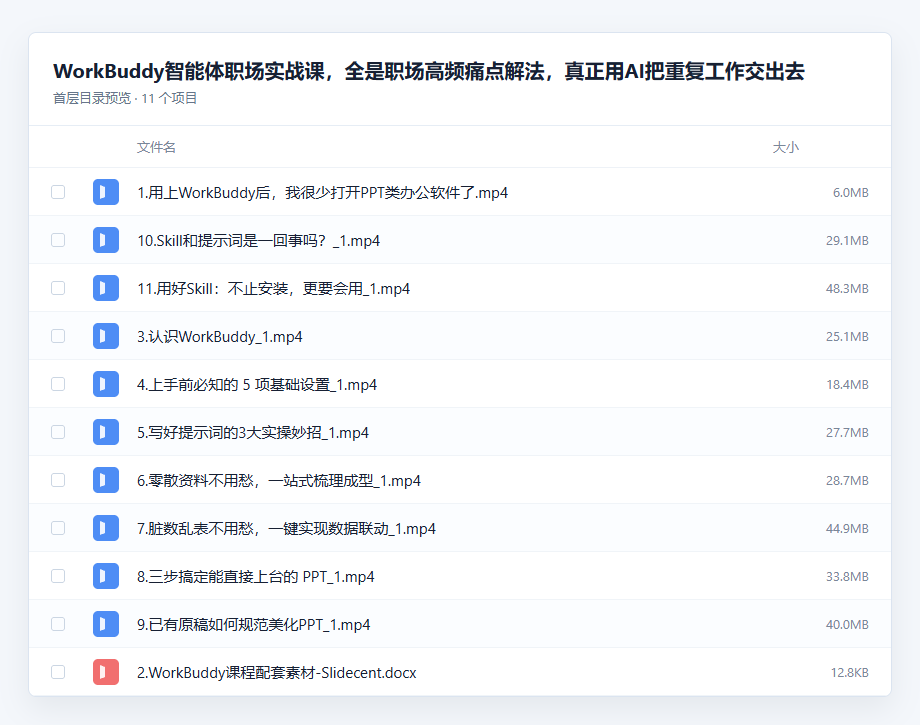 WorkBuddy智能体职场实战课，全是职场高频痛点解法，真正用AI把重复工作交出去
首层目录预览 · 11 个项目
文件名 大小
1.用上WorkBuddy后，我很少打开PPT类办公软件了.mp4 6.0MB
10.Skill和提示词是一回事吗？_1.mp4 29.1MB
11.用好Skill：不止安装，更要会用_1.mp4 48.3MB
3.认识WorkBuddy_1.mp4 25.1MB
4.上手前必知的 5 项基础设置_1.mp4 18.4MB
5.写好提示词的3大实操妙招_1.mp4 27.7MB
6.零散资料不用愁，一站式梳理成型_1.mp4 28.7MB
7.脏数乱表不用愁，一键实现数据联动_1.mp4 44.9MB
8.三步搞定能直接上台的 PPT_1.mp4 33.8MB
9.已有原稿如何规范美化PPT_1.mp4 40.0MB
2.WorkBuddy课程配套素材-Slidecent.docx 12.8KB